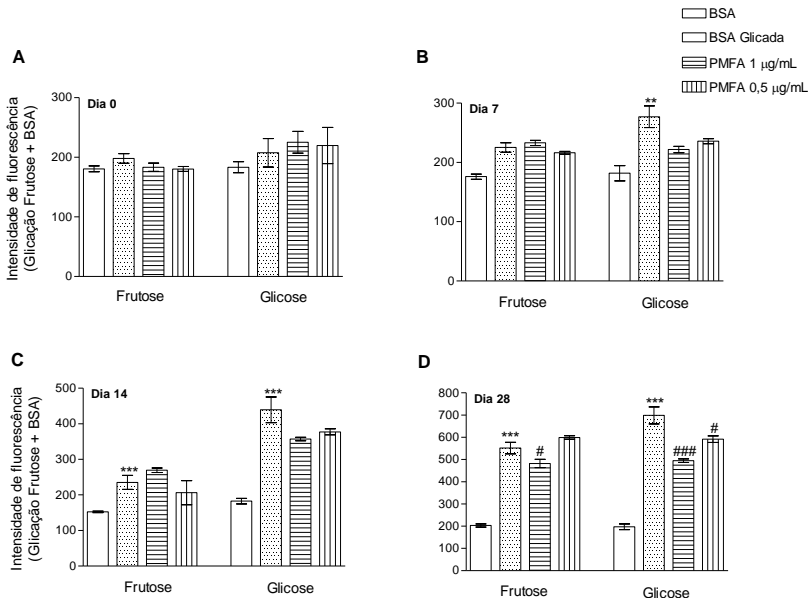 BSA
BSA Glicada
PMFA 1 μg/mL
PMFA 0,5 μg/mL
A
Intensidade de fluorescência
(Glicação Frutose + BSA)
Dia 0
300
200
100
0
Frutose
Glicose
B
Dia 7
**
300
200
100
0
Frutose
Glicose
C
Intensidade de fluorescência
(Glicação Frutose + BSA)
Dia 14
500
400
300
200
100
0
***
***
Frutose
Glicose
D
Dia 28
800
700
600
500
400
300
200
100
0
***
#
***
###
#
Frutose
Glicose